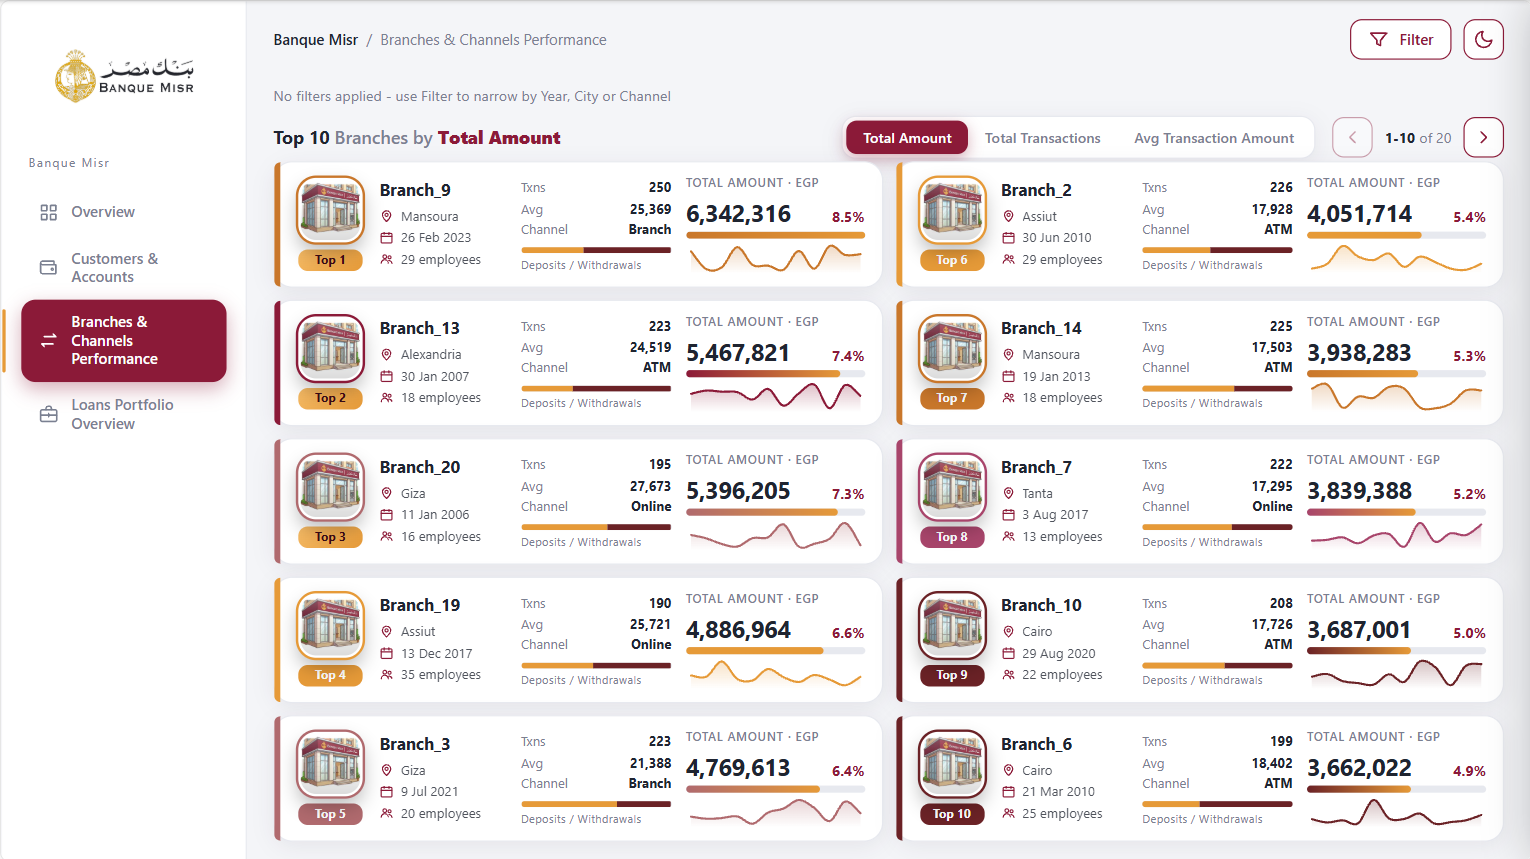 بنك مصر
BANQUE MISR
Banque Misr
Overview
Customers &
Accounts
Branches &
Channels
Performance
Loans Portfolio
Overview
Banque Misr / Branches & Channels Performance
Filter
No filters applied - use Filter to narrow by Year, City or Channel
Top 10 Branches by Total Amount
Total Amount
Total Transactions
Avg Transaction Amount
1-10 of 20
Top 1
Branch_9
Mansoura
26 Feb 2023
29 employees
Txns 250
Avg 25,369
Channel Branch
Deposits / Withdrawals
TOTAL AMOUNT · EGP
6,342,316 8.5%
Top 6
Branch_2
Assiut
30 Jun 2010
29 employees
Txns 226
Avg 17,928
Channel ATM
Deposits / Withdrawals
TOTAL AMOUNT · EGP
4,051,714 5.4%
Top 2
Branch_13
Alexandria
30 Jan 2007
18 employees
Txns 223
Avg 24,519
Channel ATM
Deposits / Withdrawals
TOTAL AMOUNT · EGP
5,467,821 7.4%
Top 7
Branch_14
Mansoura
19 Jan 2013
18 employees
Txns 225
Avg 17,503
Channel ATM
Deposits / Withdrawals
TOTAL AMOUNT · EGP
3,938,283 5.3%
Top 3
Branch_20
Giza
11 Jan 2006
16 employees
Txns 195
Avg 27,673
Channel Online
Deposits / Withdrawals
TOTAL AMOUNT · EGP
5,396,205 7.3%
Top 8
Branch_7
Tanta
3 Aug 2017
13 employees
Txns 222
Avg 17,295
Channel Online
Deposits / Withdrawals
TOTAL AMOUNT · EGP
3,839,388 5.2%
Top 4
Branch_19
Assiut
13 Dec 2017
35 employees
Txns 190
Avg 25,721
Channel Online
Deposits / Withdrawals
TOTAL AMOUNT · EGP
4,886,964 6.6%
Top 9
Branch_10
Cairo
29 Aug 2020
22 employees
Txns 208
Avg 17,726
Channel ATM
Deposits / Withdrawals
TOTAL AMOUNT · EGP
3,687,001 5.0%
Top 5
Branch_3
Giza
9 Jul 2021
20 employees
Txns 223
Avg 21,388
Channel Branch
Deposits / Withdrawals
TOTAL AMOUNT · EGP
4,769,613 6.4%
Top 10
Branch_6
Cairo
21 Mar 2010
25 employees
Txns 199
Avg 18,402
Channel ATM
Deposits / Withdrawals
TOTAL AMOUNT · EGP
3,662,022 4.9%